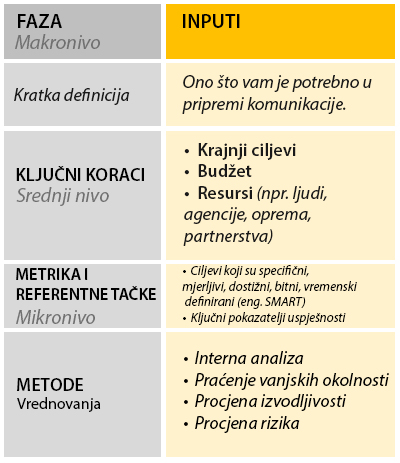 FAZA
Makronivo
INPUTI
Kratka definicija
Ono što vam je potrebno u
pripremi komunikacije.
KLJUČNI KORACI
Srednji nivo
• Krajnji ciljevi
• Budžet
• Resursi (npr. ljudi,
agencije, oprema,
partnerstva)
METRIKA I
REFERENTNE TAČKE
Mikronivo
• Ciljevi koji su specifični,
mjerljivi, dostižni, bitni, vremenski
definirani (eng. SMART)
• Ključni pokazatelji uspješnosti
METODE
Vrednovanja
• Interna analiza
• Praćenje vanjskih okolnosti
• Procjena izvodljivosti
• Procjena rizika